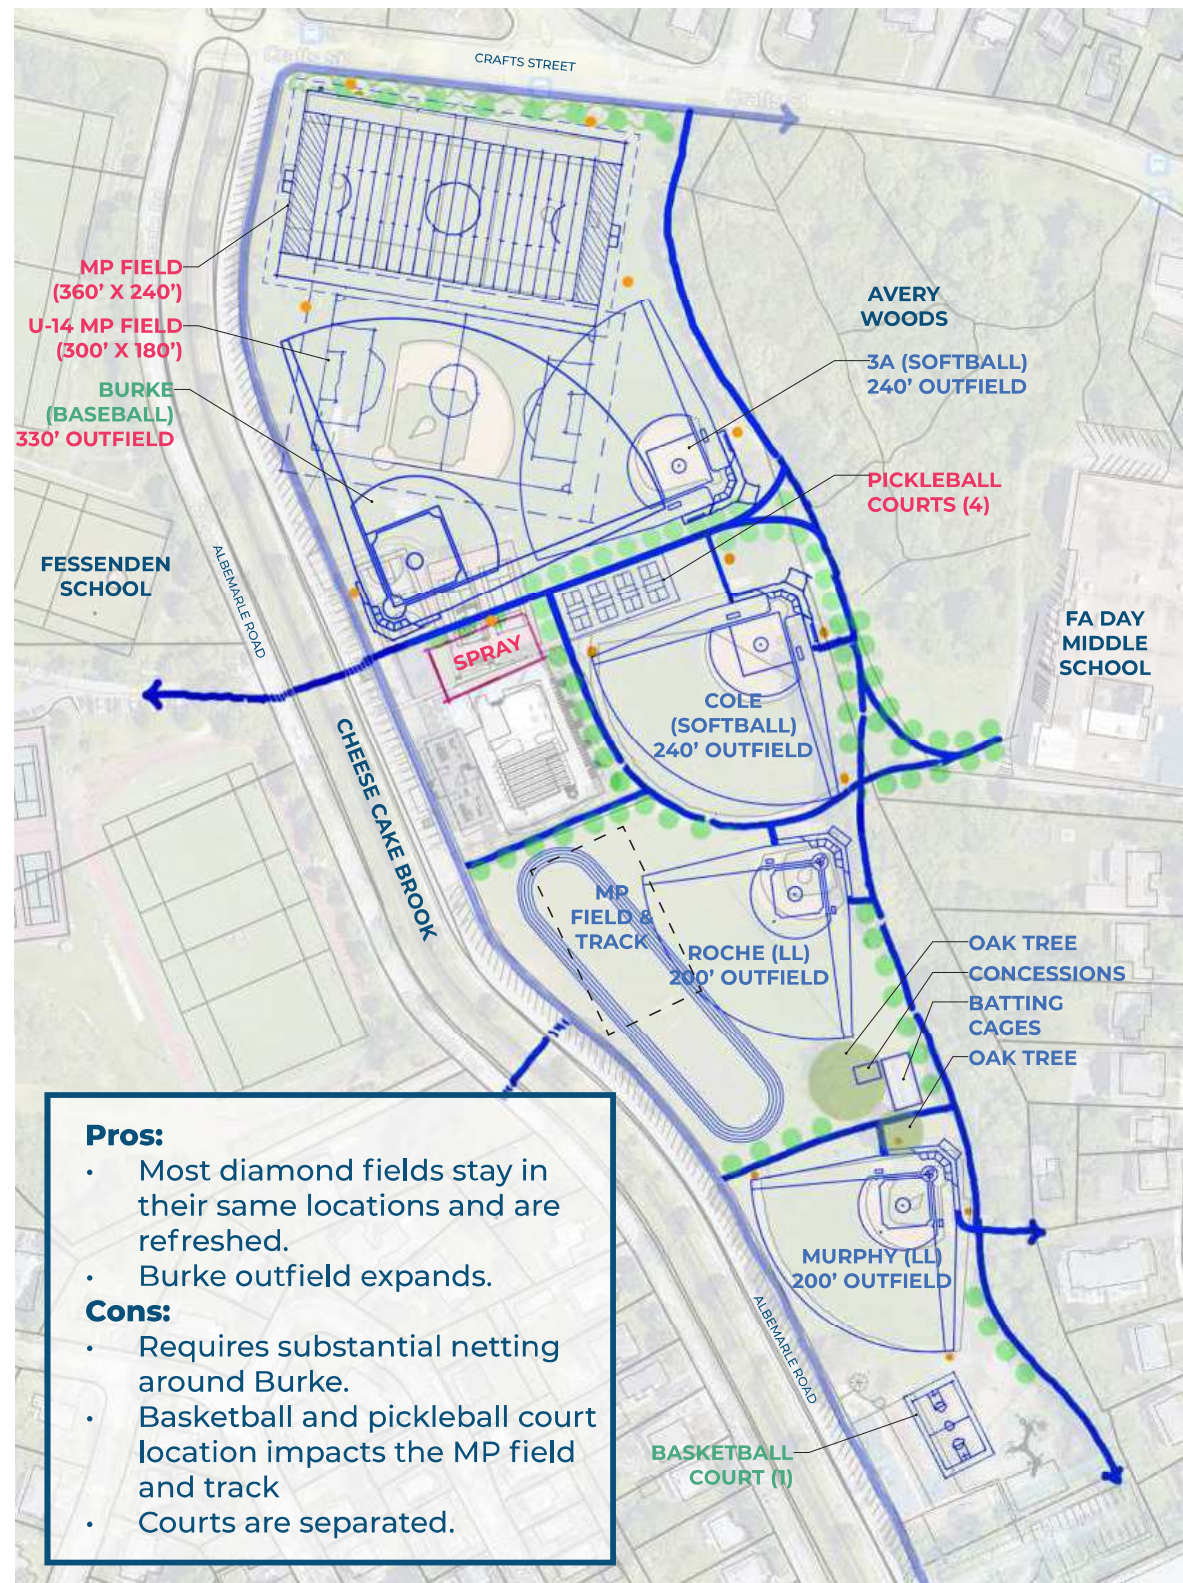 CRAFTS STREET
Crafts St
Crafts St
MP FIELD
(360' X 240')
U-14 MP FIELD
(300' X 180')
BURKE
(BASEBALL)
330' OUTFIELD
AVERY
WOODS
3A (SOFTBALL)
240' OUTFIELD
PICKLEBALL
COURTS (4)
FESSENDEN
SCHOOL
ALBEMARLE ROAD
FA DAY
MIDDLE
SCHOOL
SPRAY
COLE
(SOFTBALL)
240' OUTFIELD
CHEESE CAKE BROOK
MP
FIELD &
TRACK
ROCHE (LL)
200' OUTFIELD
OAK TREE
CONCESSIONS
BATTING
CAGES
OAK TREE
MURPHY (LL)
200' OUTFIELD
ALBEMARLE ROAD
BASKETBALL
COURT (1)
Pros:
• Most diamond fields stay in
their same locations and are
refreshed.
• Burke outfield expands.
Cons:
• Requires substantial netting
around Burke.
• Basketball and pickleball court
location impacts the MP field
and track
• Courts are separated.